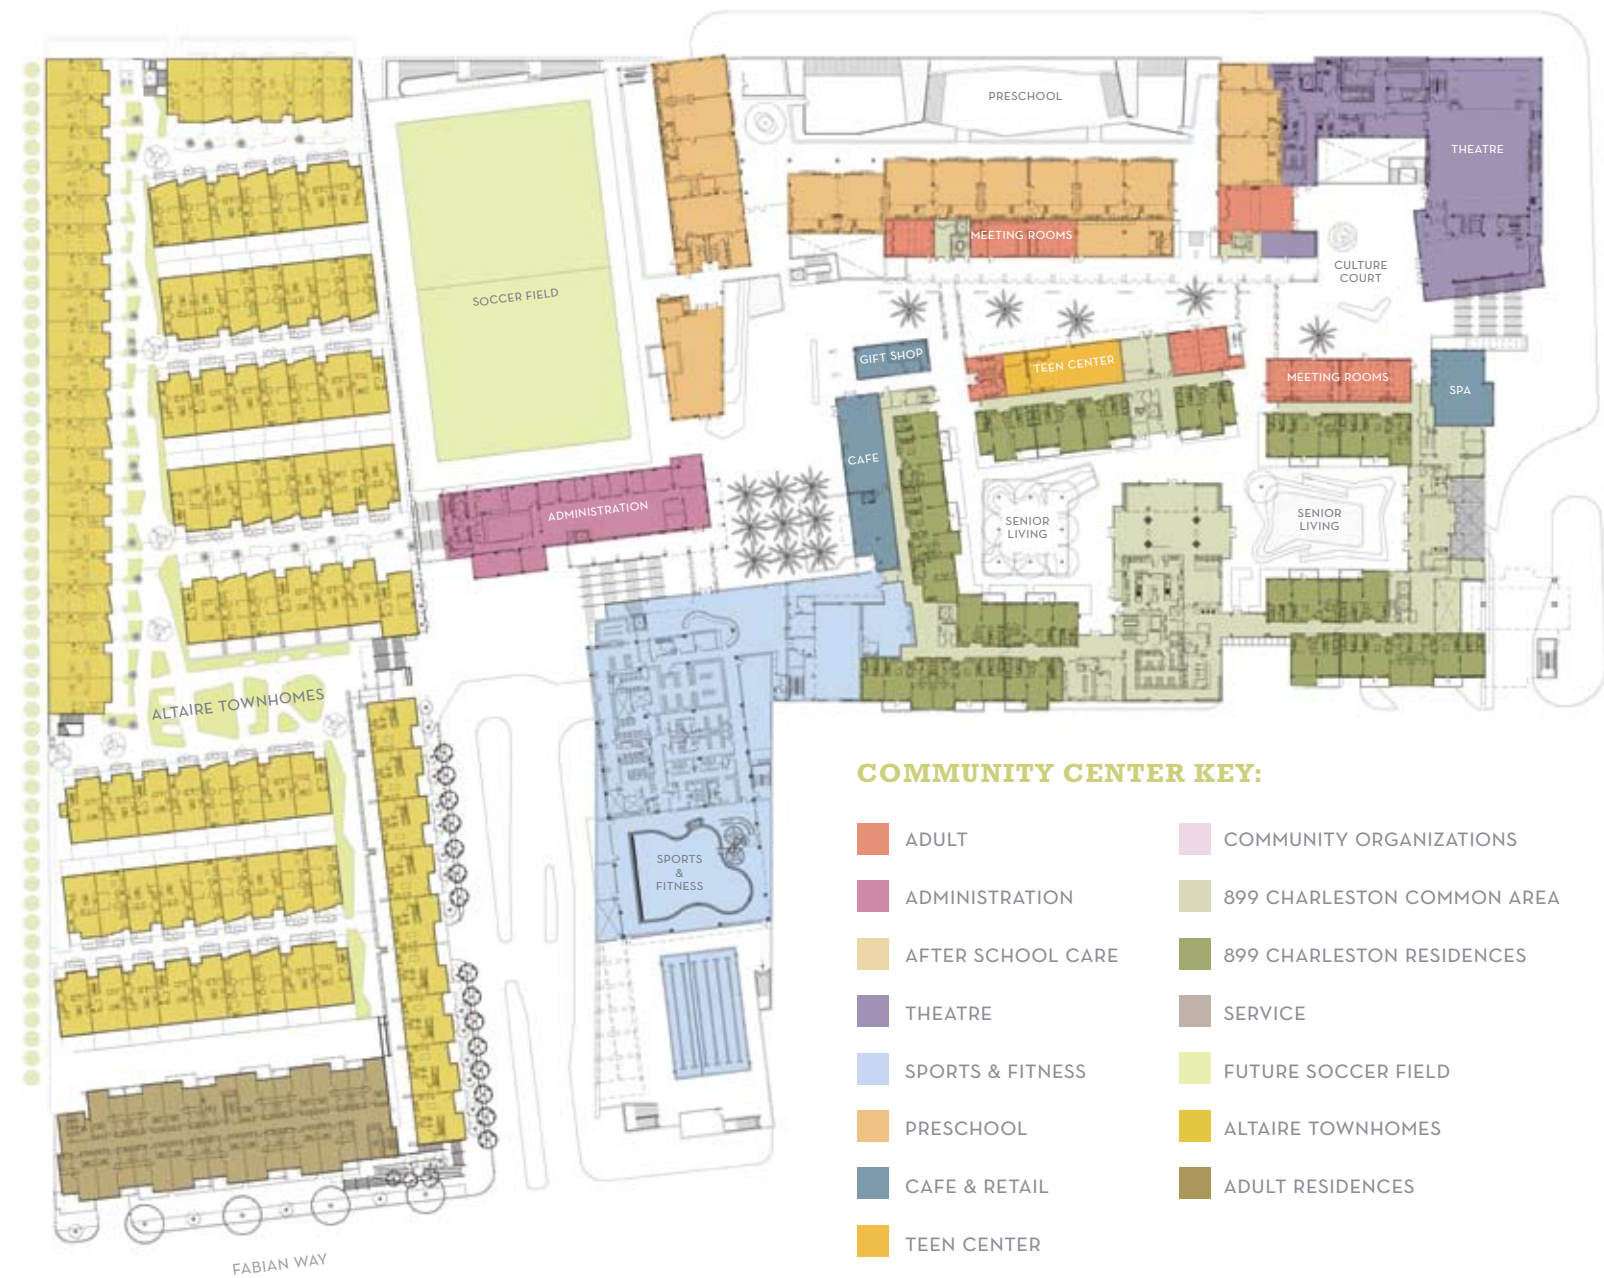 PRESCHOOL
THEATRE
MEETING ROOMS
CULTURE
COURT
SOCCER FIELD
GIFT SHOP
TEEN CENTER
MEETING ROOMS
SPA
CAFE
ADMINISTRATION
SENIOR
LIVING
SENIOR
LIVING
ALTAIRE TOWNHOMES
SPORTS
&
FITNESS
FABIAN WAY
COMMUNITY CENTER KEY:
ADULT
ADMINISTRATION
AFTER SCHOOL CARE
THEATRE
SPORTS & FITNESS
PRESCHOOL
CAFE & RETAIL
TEEN CENTER
COMMUNITY ORGANIZATIONS
899 CHARLESTON COMMON AREA
899 CHARLESTON RESIDENCES
SERVICE
FUTURE SOCCER FIELD
ALTAIRE TOWNHOMES
ADULT RESIDENCES